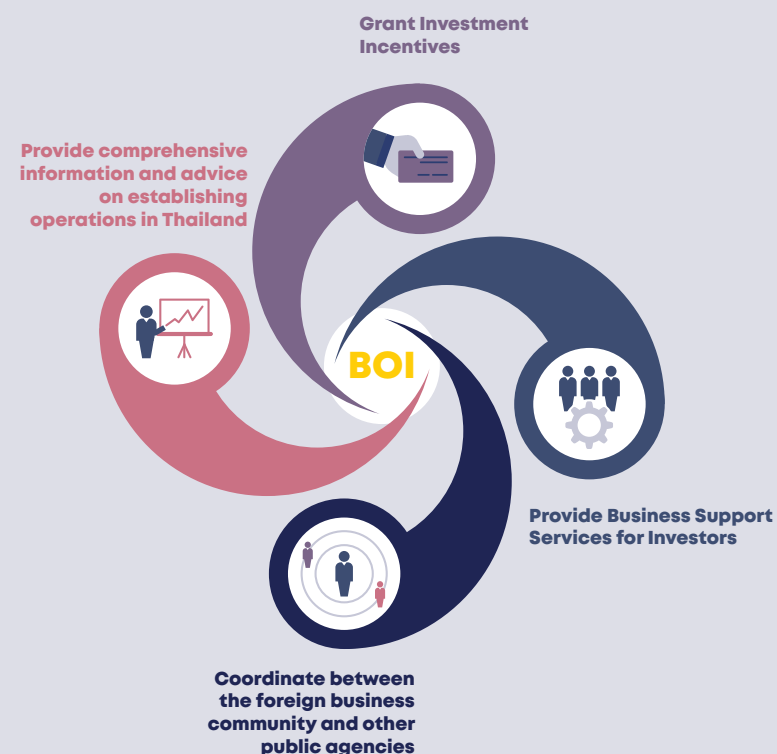 Grant Investment
Incentives
Provide comprehensive
information and advice
on establishing
operations in Thailand
BOI
Provide Business Support
Services for Investors
Coordinate between
the foreign business
community and other
public agencies